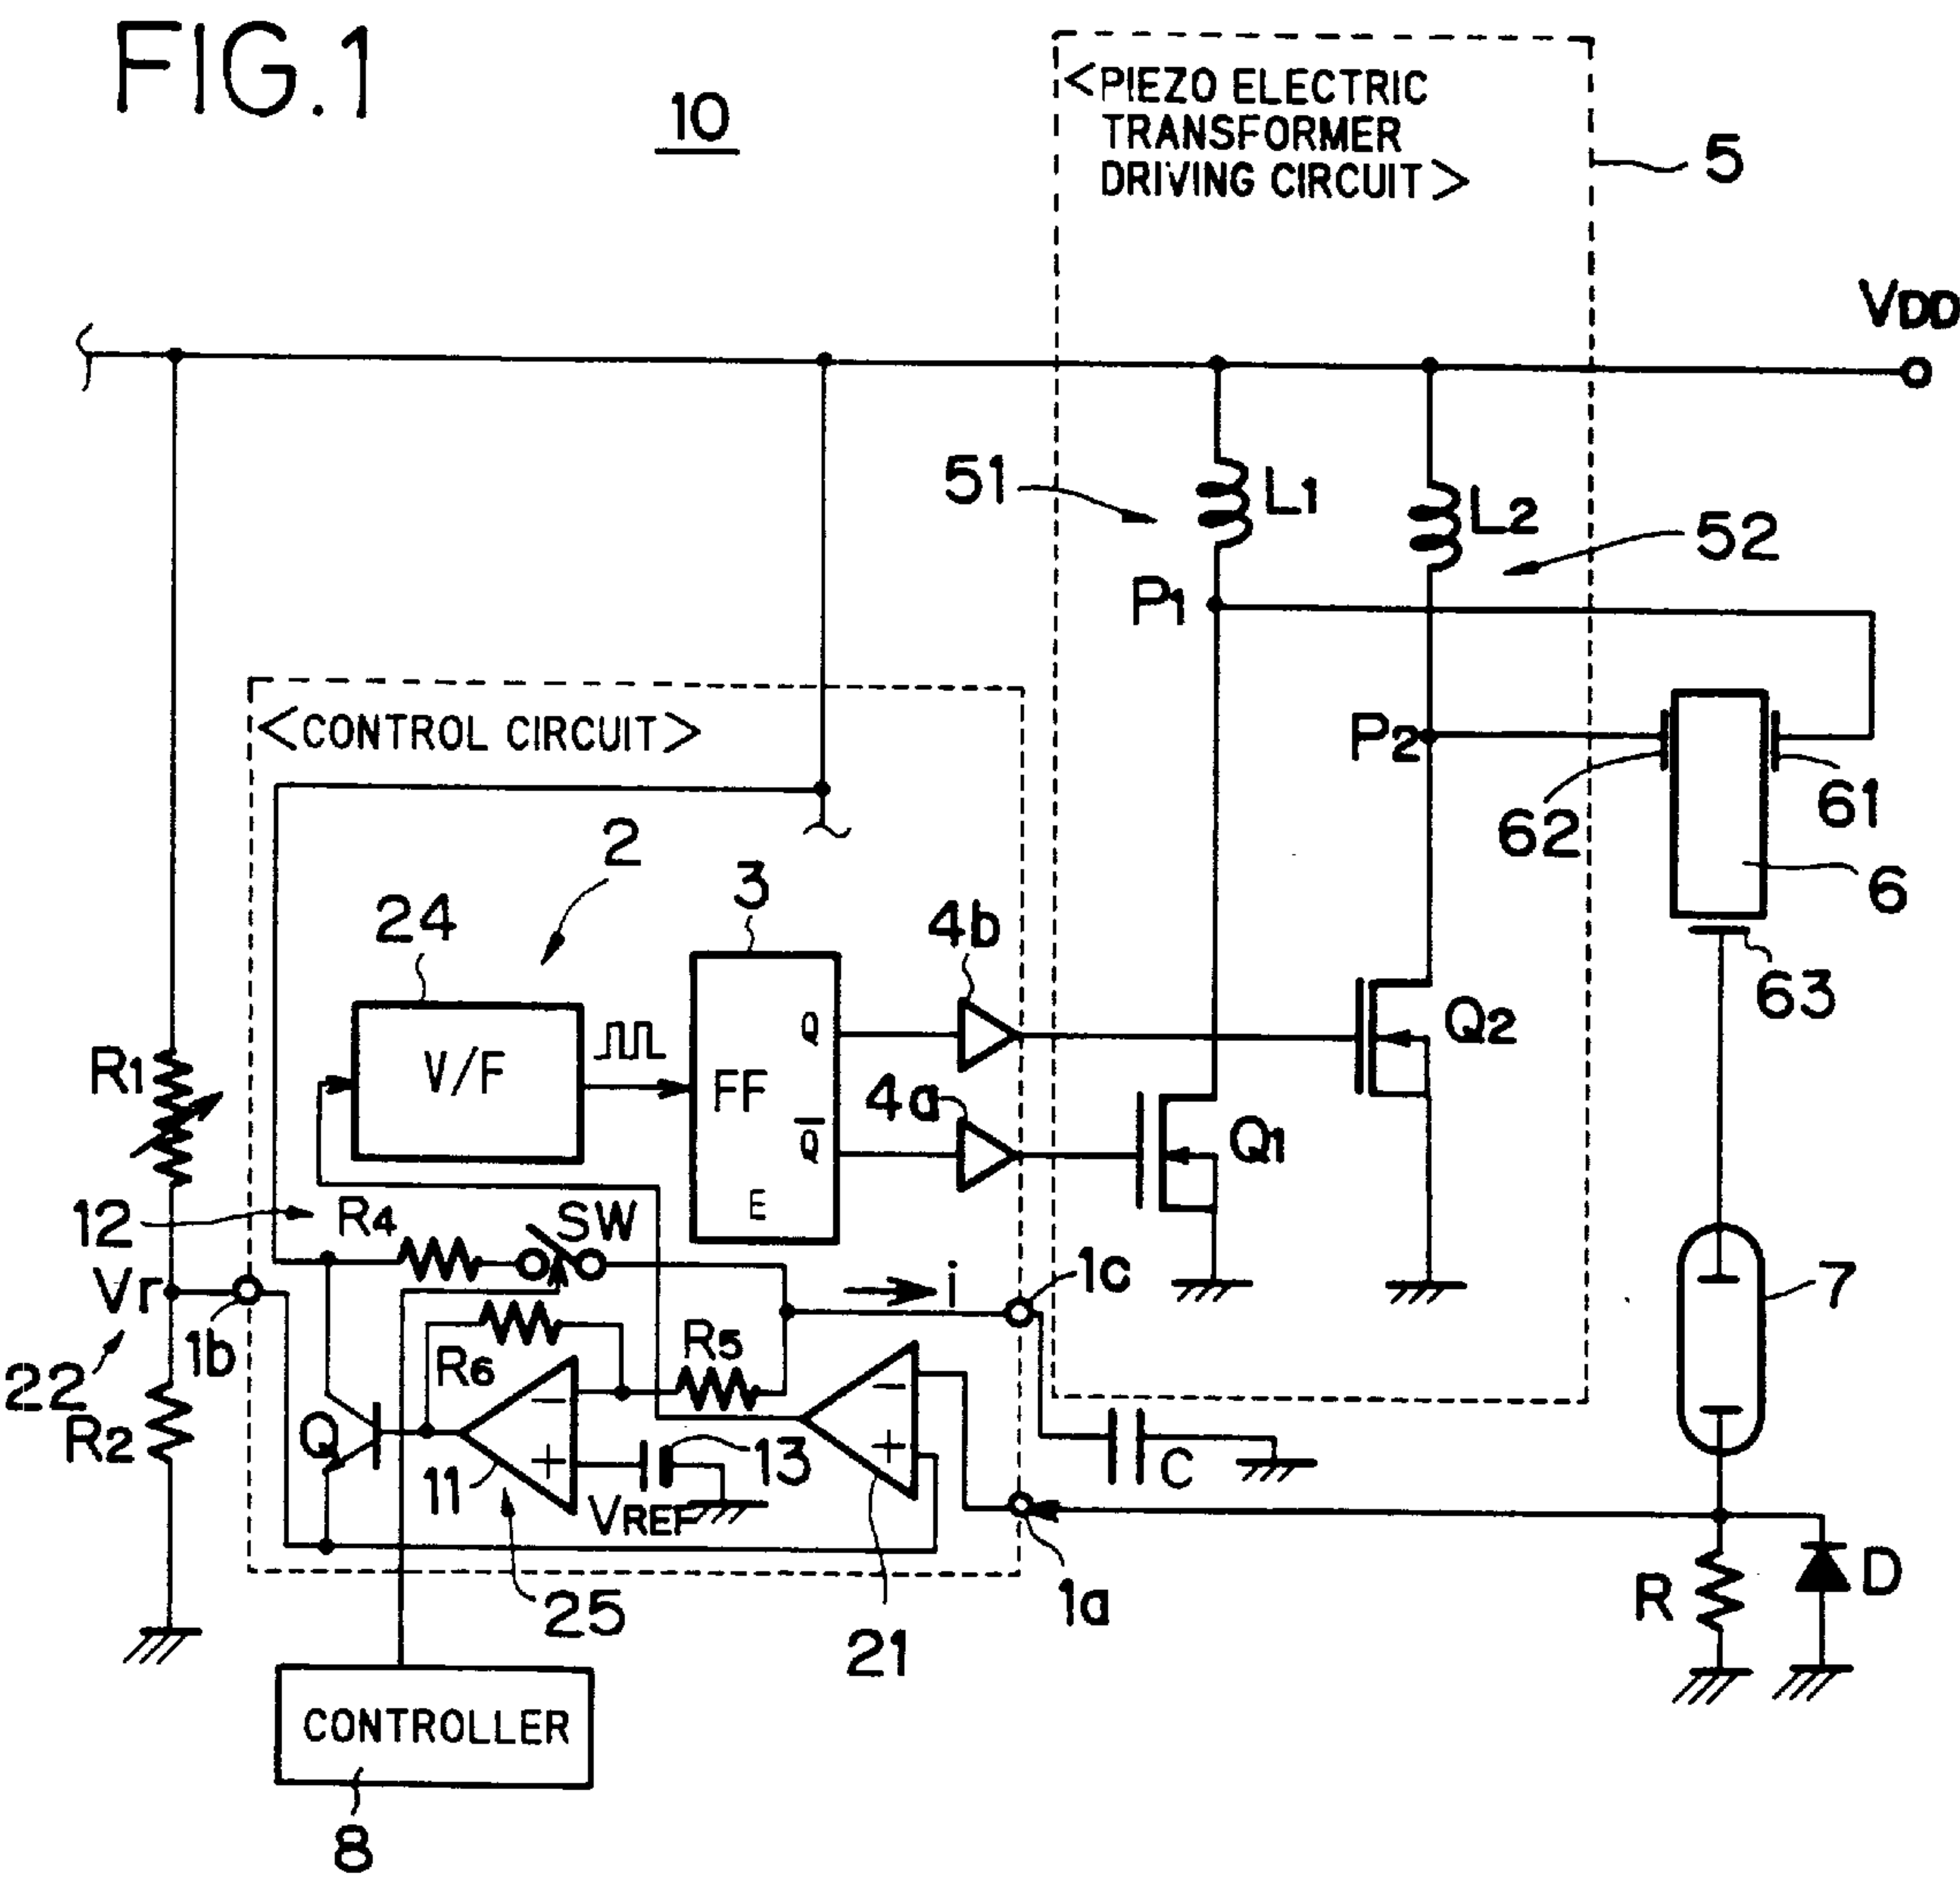 FIG.1
10
<PIEZO ELECTRIC
TRANSFORMER
DRIVING CIRCUIT>
5
VDD
51
L1
L2
52
P1
<CONTROL CIRCUIT>
P2
62
61
6
2
3
24
4b
63
R1
V/F
FF
Q
Q̅
E
4a
Q1
Q2
12
R4
SW
Vr
1b
i
1c
7
22
R2
R6
R5
Q
11
13
VREF
C
25
21
1a
R
D
CONTROLLER
8